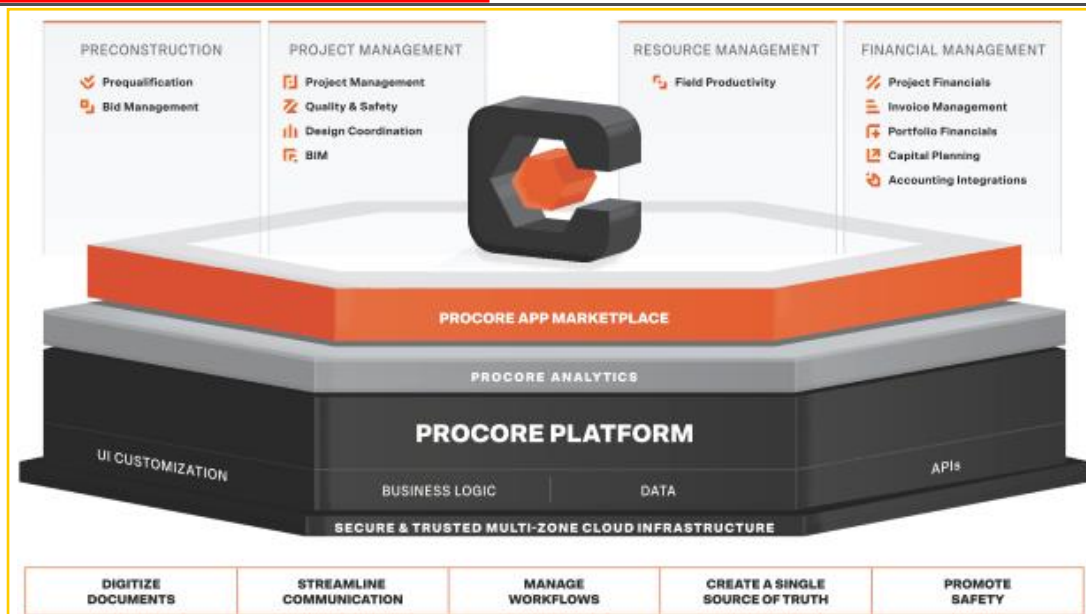 PRECONSTRUCTION
Prequalification
Bid Management
PROJECT MANAGEMENT
Project Management
Quality & Safety
Design Coordination
BIM
RESOURCE MANAGEMENT
Field Productivity
FINANCIAL MANAGEMENT
Project Financials
Invoice Management
Portfolio Financials
Capital Planning
Accounting Integrations
PROCORE APP MARKETPLACE
PROCORE ANALYTICS
PROCORE PLATFORM
UI CUSTOMIZATION
BUSINESS LOGIC
DATA
APIs
SECURE & TRUSTED MULTI-ZONE CLOUD INFRASTRUCTURE
DIGITIZE
DOCUMENTS
STREAMLINE
COMMUNICATION
MANAGE
WORKFLOWS
CREATE A SINGLE
SOURCE OF TRUTH
PROMOTE
SAFETY